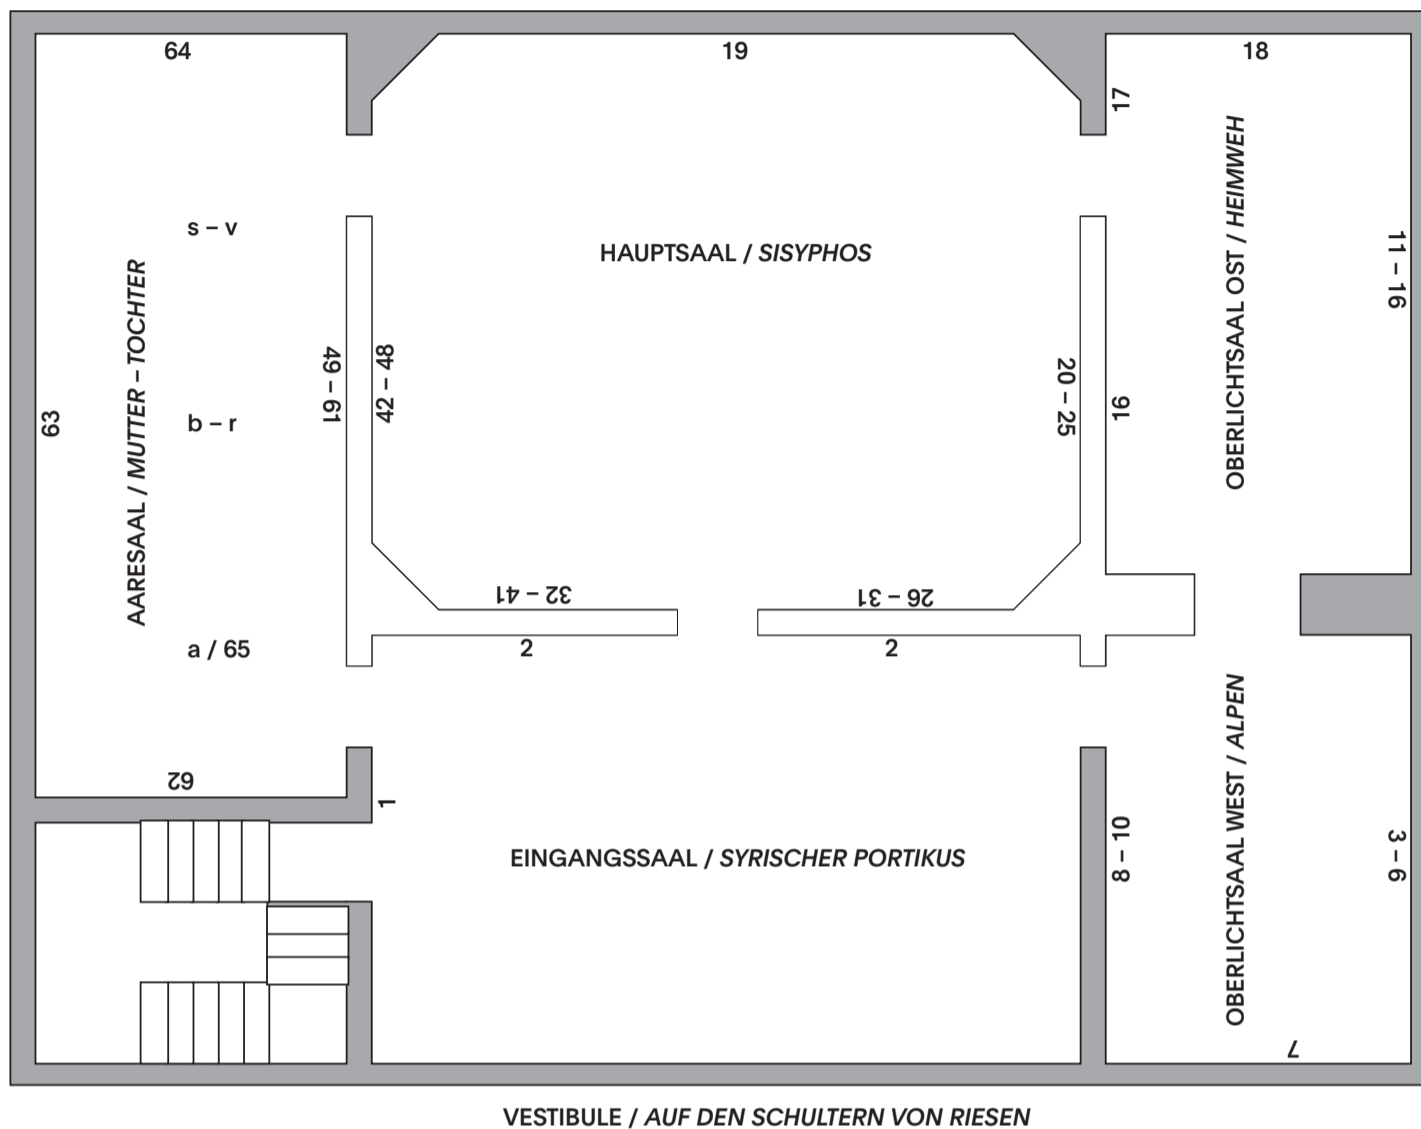 64
19
18
17
s – v
HAUPTSAAL / SISYPHOS
OBERLICHTSAAL OST / HEIMWEH
11 – 16
AARESAAL / MUTTER – TOCHTER
49 – 61
42 – 48
20 – 25
16
63
b – r
32 – 41
26 – 31
a / 65
2
2
62
1
EINGANGSSAAL / SYRISCHER PORTIKUS
8 – 10
OBERLICHTSAAL WEST / ALPEN
3 – 6
7
VESTIBULE / AUF DEN SCHULTERN VON RIESEN